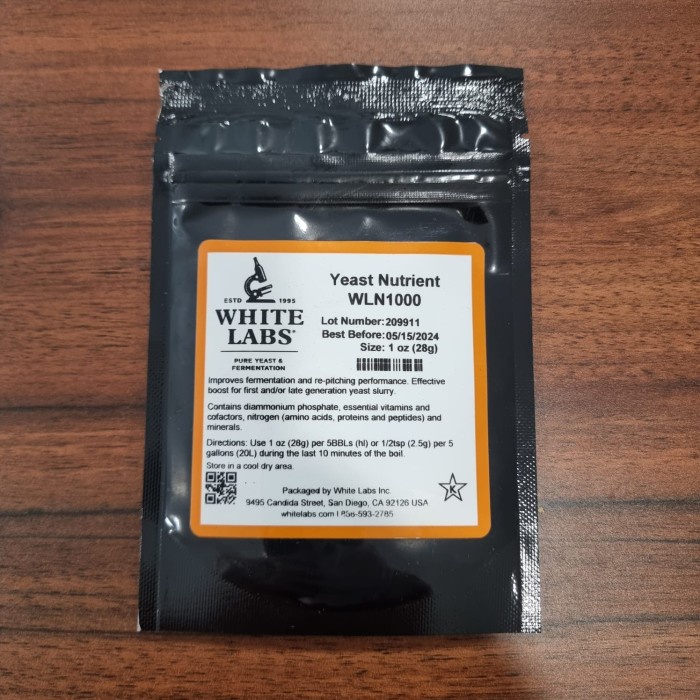 ESTD 1995
WHITE
LABS®
PURE YEAST &
FERMENTATION
Yeast Nutrient
WLN1000
Lot Number:209911
Best Before:05/15/2024
Size: 1 oz (28g)
Improves fermentation and re-pitching performance. Effective
boost for first and/or late generation yeast slurry.
Contains diammonium phosphate, essential vitamins and
cofactors, nitrogen (amino acids, proteins and peptides) and
minerals.
Directions: Use 1 oz (28g) per 5BBLs (hl) or 1/2tsp (2.5g) per 5
gallons (20L) during the last 10 minutes of the boil.
Store in a cool dry area.
Packaged by White Labs Inc.
9495 Candida Street, San Diego, CA 92126 USA
whitelabs.com | 858-593-2785
K